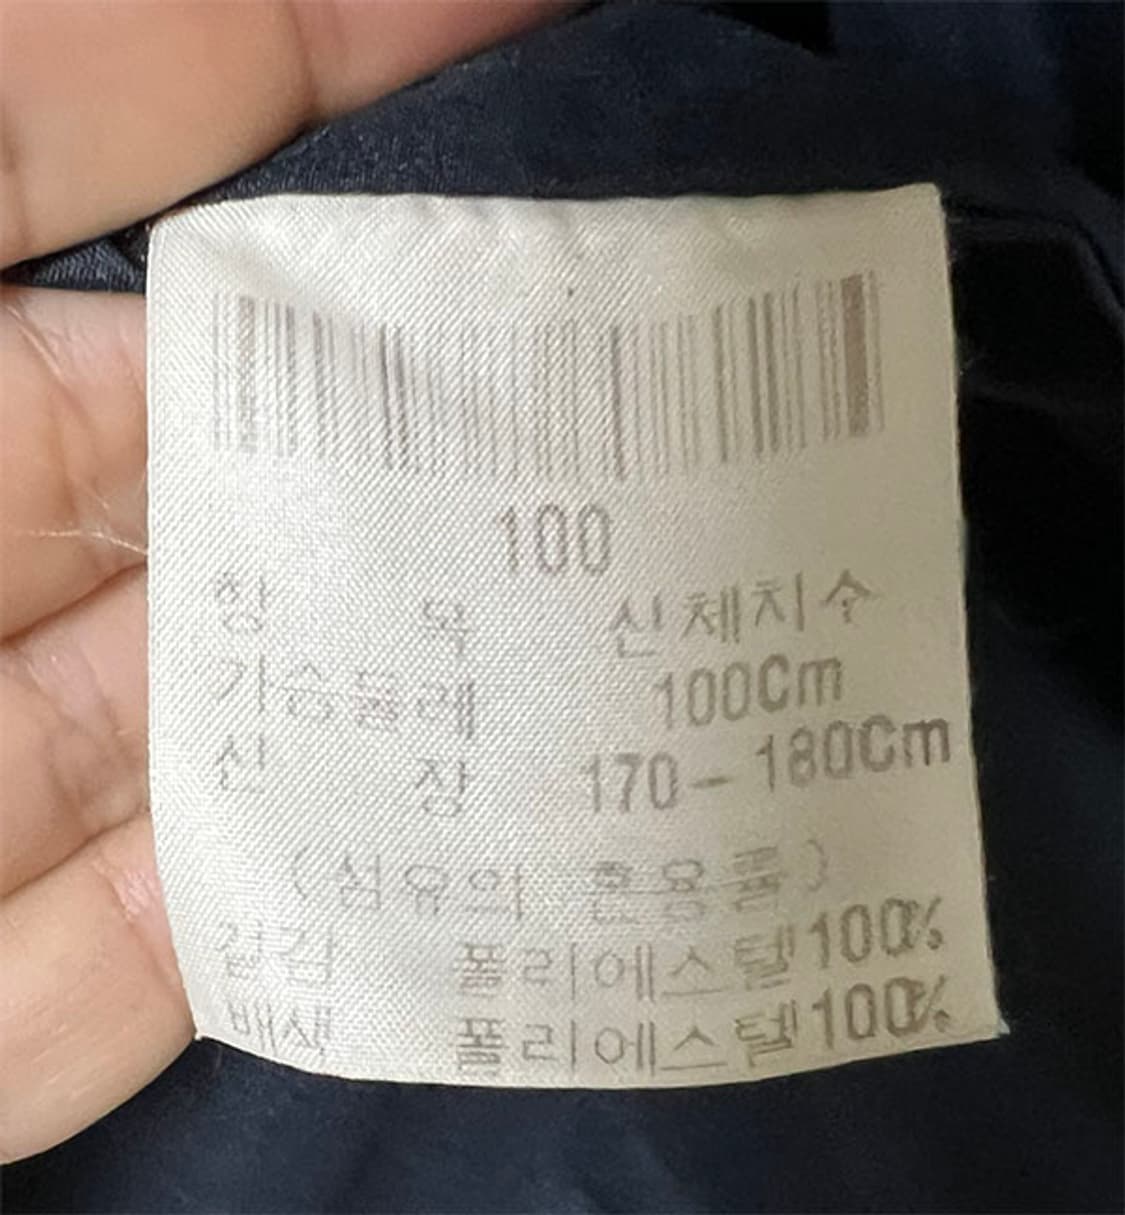 100
항 목 신체치수
가슴둘레 100Cm
신 장 170-180Cm
(섬유의 혼용률)
겉감 폴리에스텔100%
배색 폴리에스텔100%